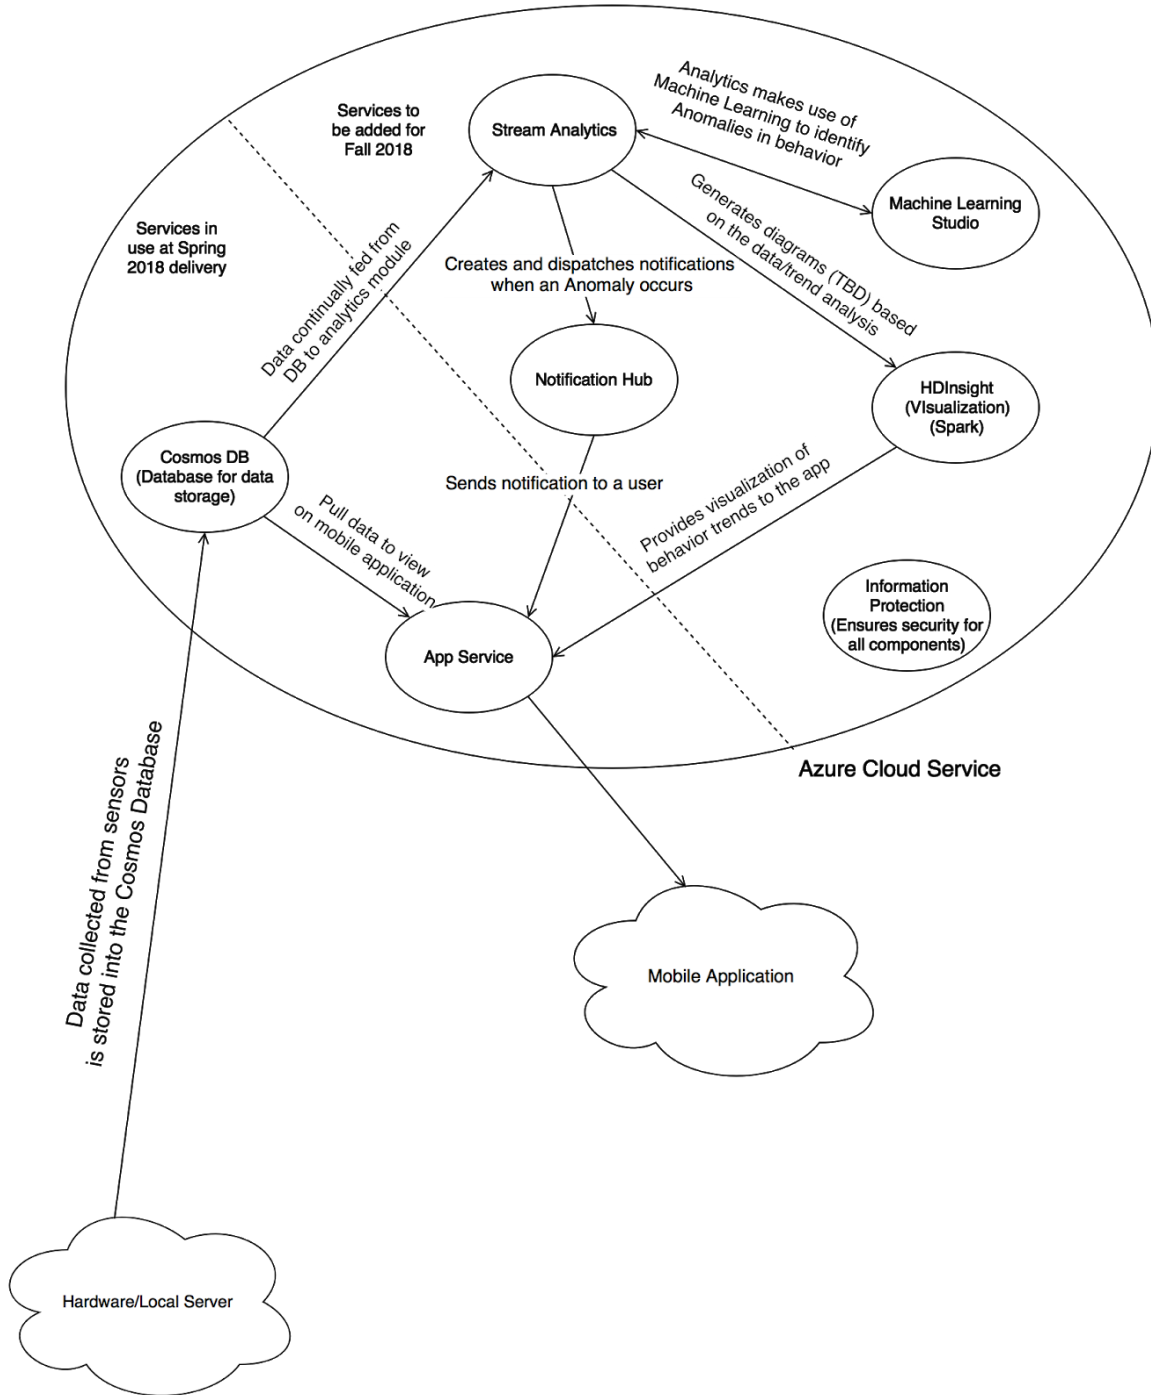 Analytics makes use of
Machine Learning to identify
Anomalies in behavior
Services to
be added for
Fall 2018
Stream Analytics
Machine Learning
Studio
Services in
use at Spring
2018 delivery
Data continually fed from
DB to analytics module
Creates and dispatches notifications
when an Anomaly occurs
Generates diagrams (TBD) based
on the data/trend analysis
Notification Hub
HDInsight
(VIsualization)
(Spark)
Cosmos DB
(Database for data
storage)
Pull data to view
on mobile application
Sends notification to a user
Provides visualization of
behavior trends to the app
Information
Protection
(Ensures security for
all components)
App Service
Azure Cloud Service
Data collected from sensors
is stored into the Cosmos Database
Mobile Application
Hardware/Local Server